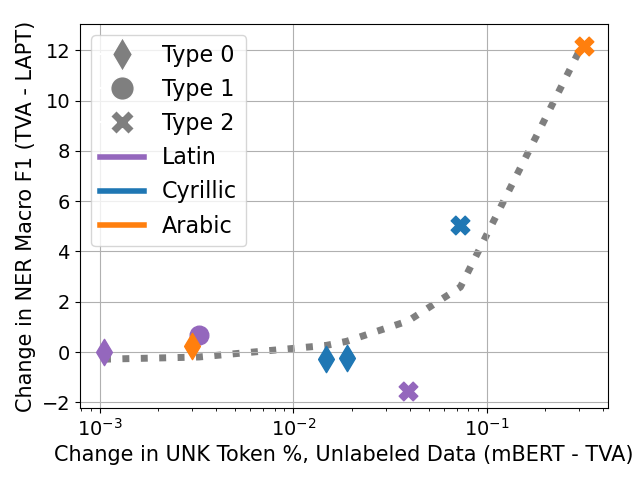 Change in NER Macro F1 (TVA - LAPT)
12
10
8
6
4
2
0
−2
Type 0
Type 1
Type 2
Latin
Cyrillic
Arabic
10⁻³ 10⁻² 10⁻¹
Change in UNK Token %, Unlabeled Data (mBERT - TVA)